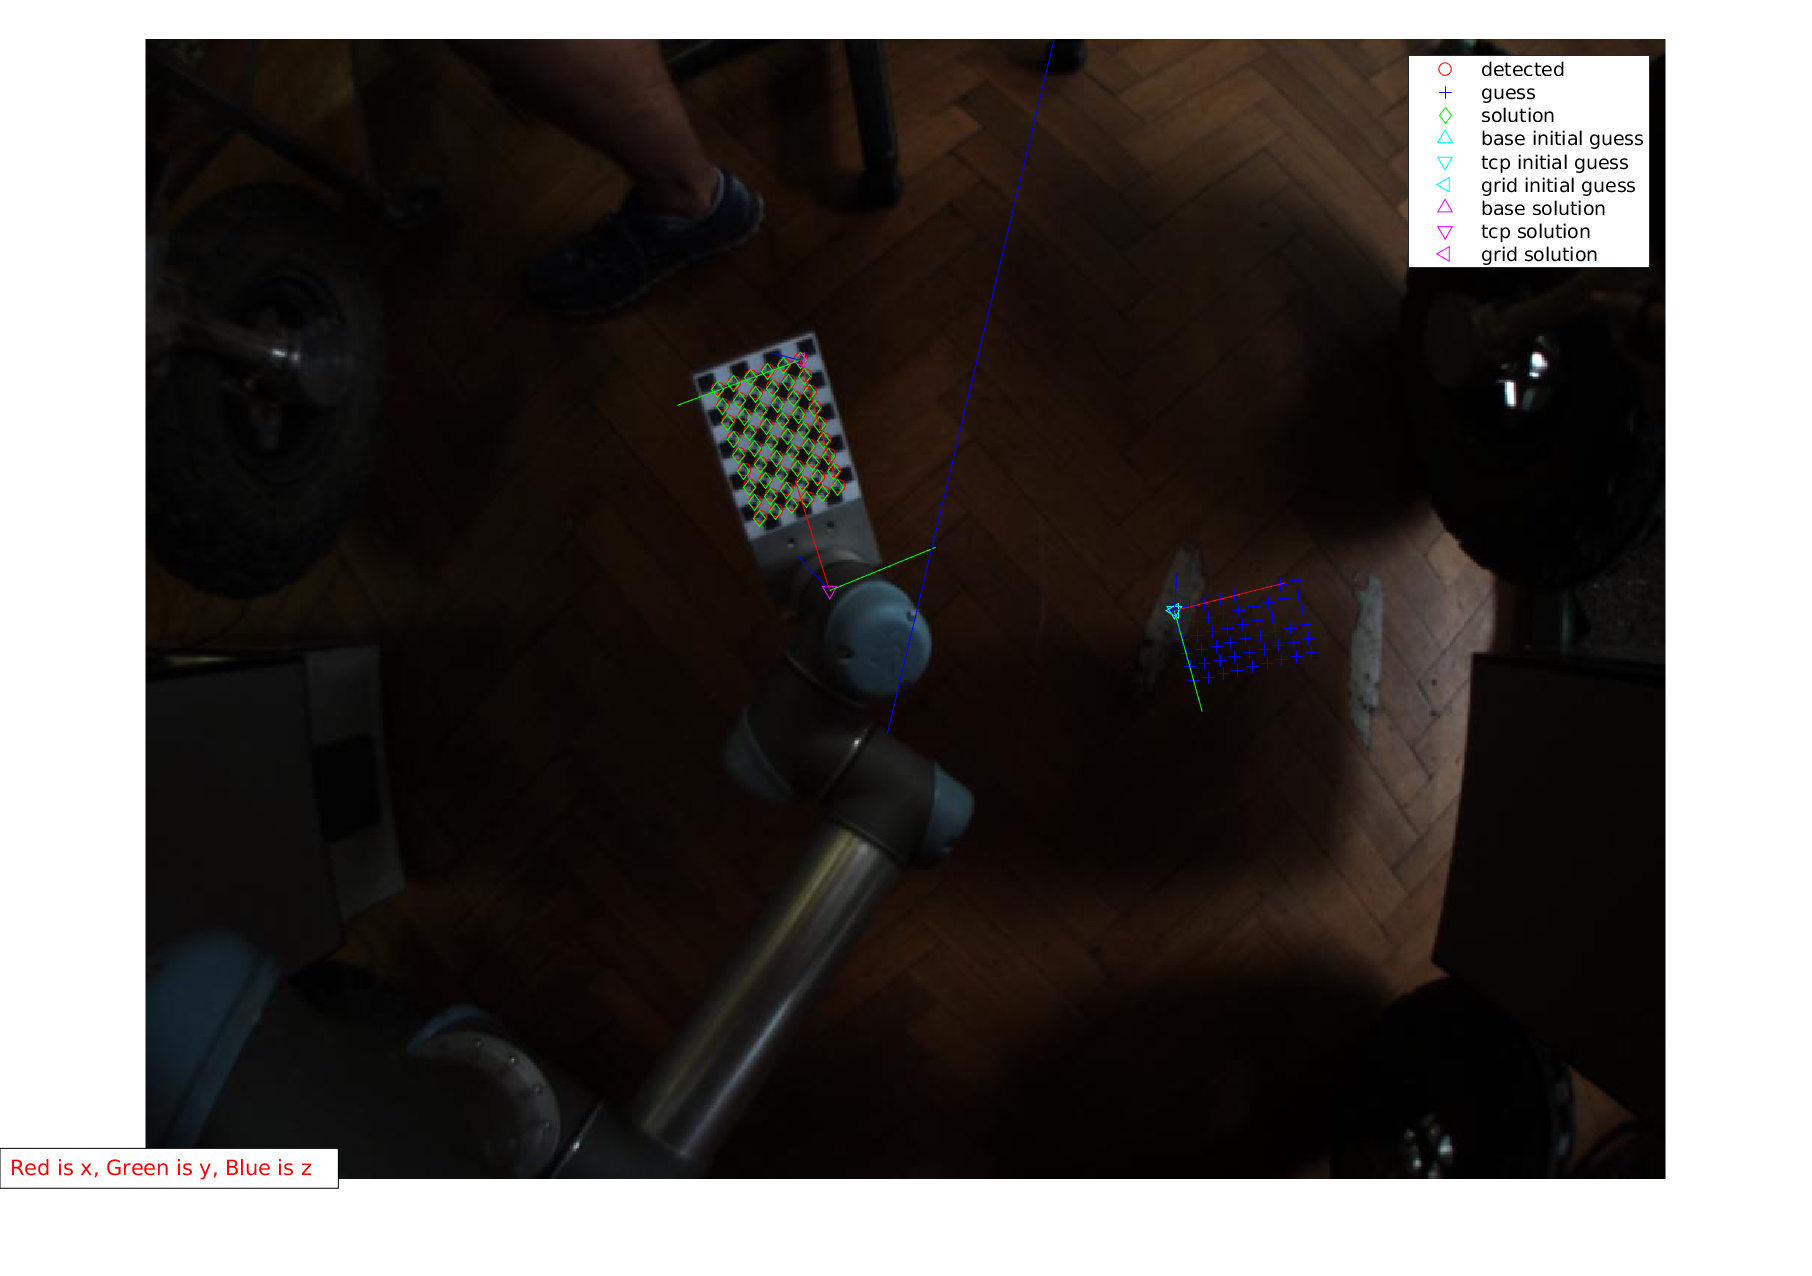 detected
guess
solution
base initial guess
tcp initial guess
grid initial guess
base solution
tcp solution
grid solution
Red is x, Green is y, Blue is z